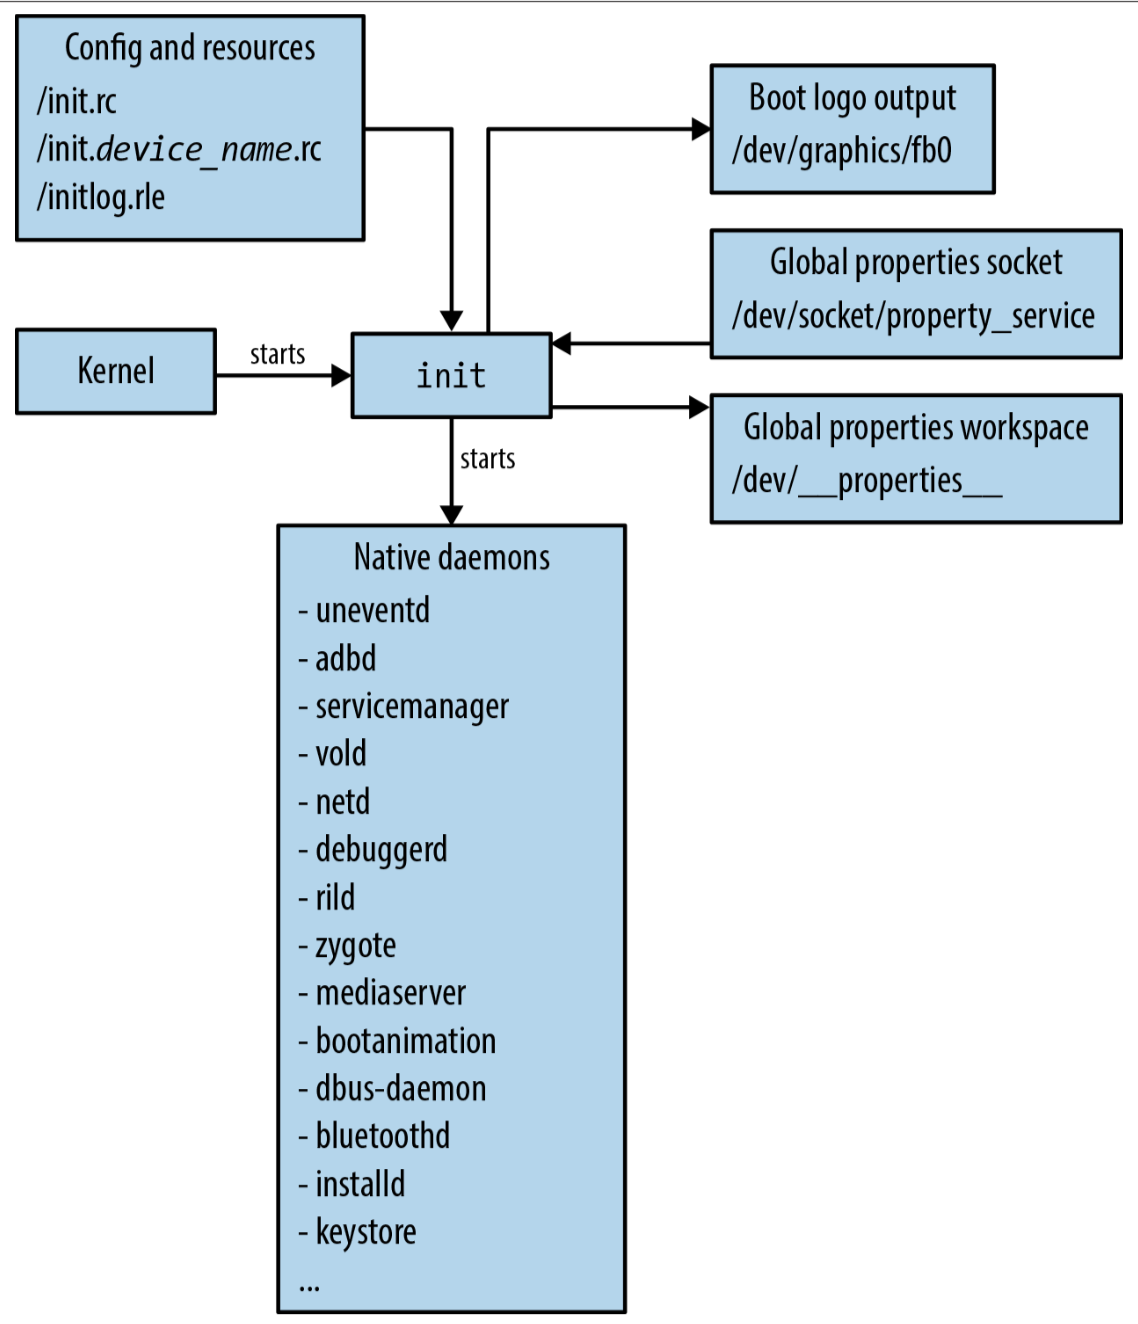 Config and resources
/init.rc
/init.device_name.rc
/initlog.rle
Boot logo output
/dev/graphics/fb0
Global properties socket
/dev/socket/property_service
Kernel
starts
init
Global properties workspace
/dev/__properties__
starts
Native daemons
- uneventd
- adbd
- servicemanager
- vold
- netd
- debuggerd
- rild
- zygote
- mediaserver
- bootanimation
- dbus-daemon
- bluetoothd
- installd
- keystore
...